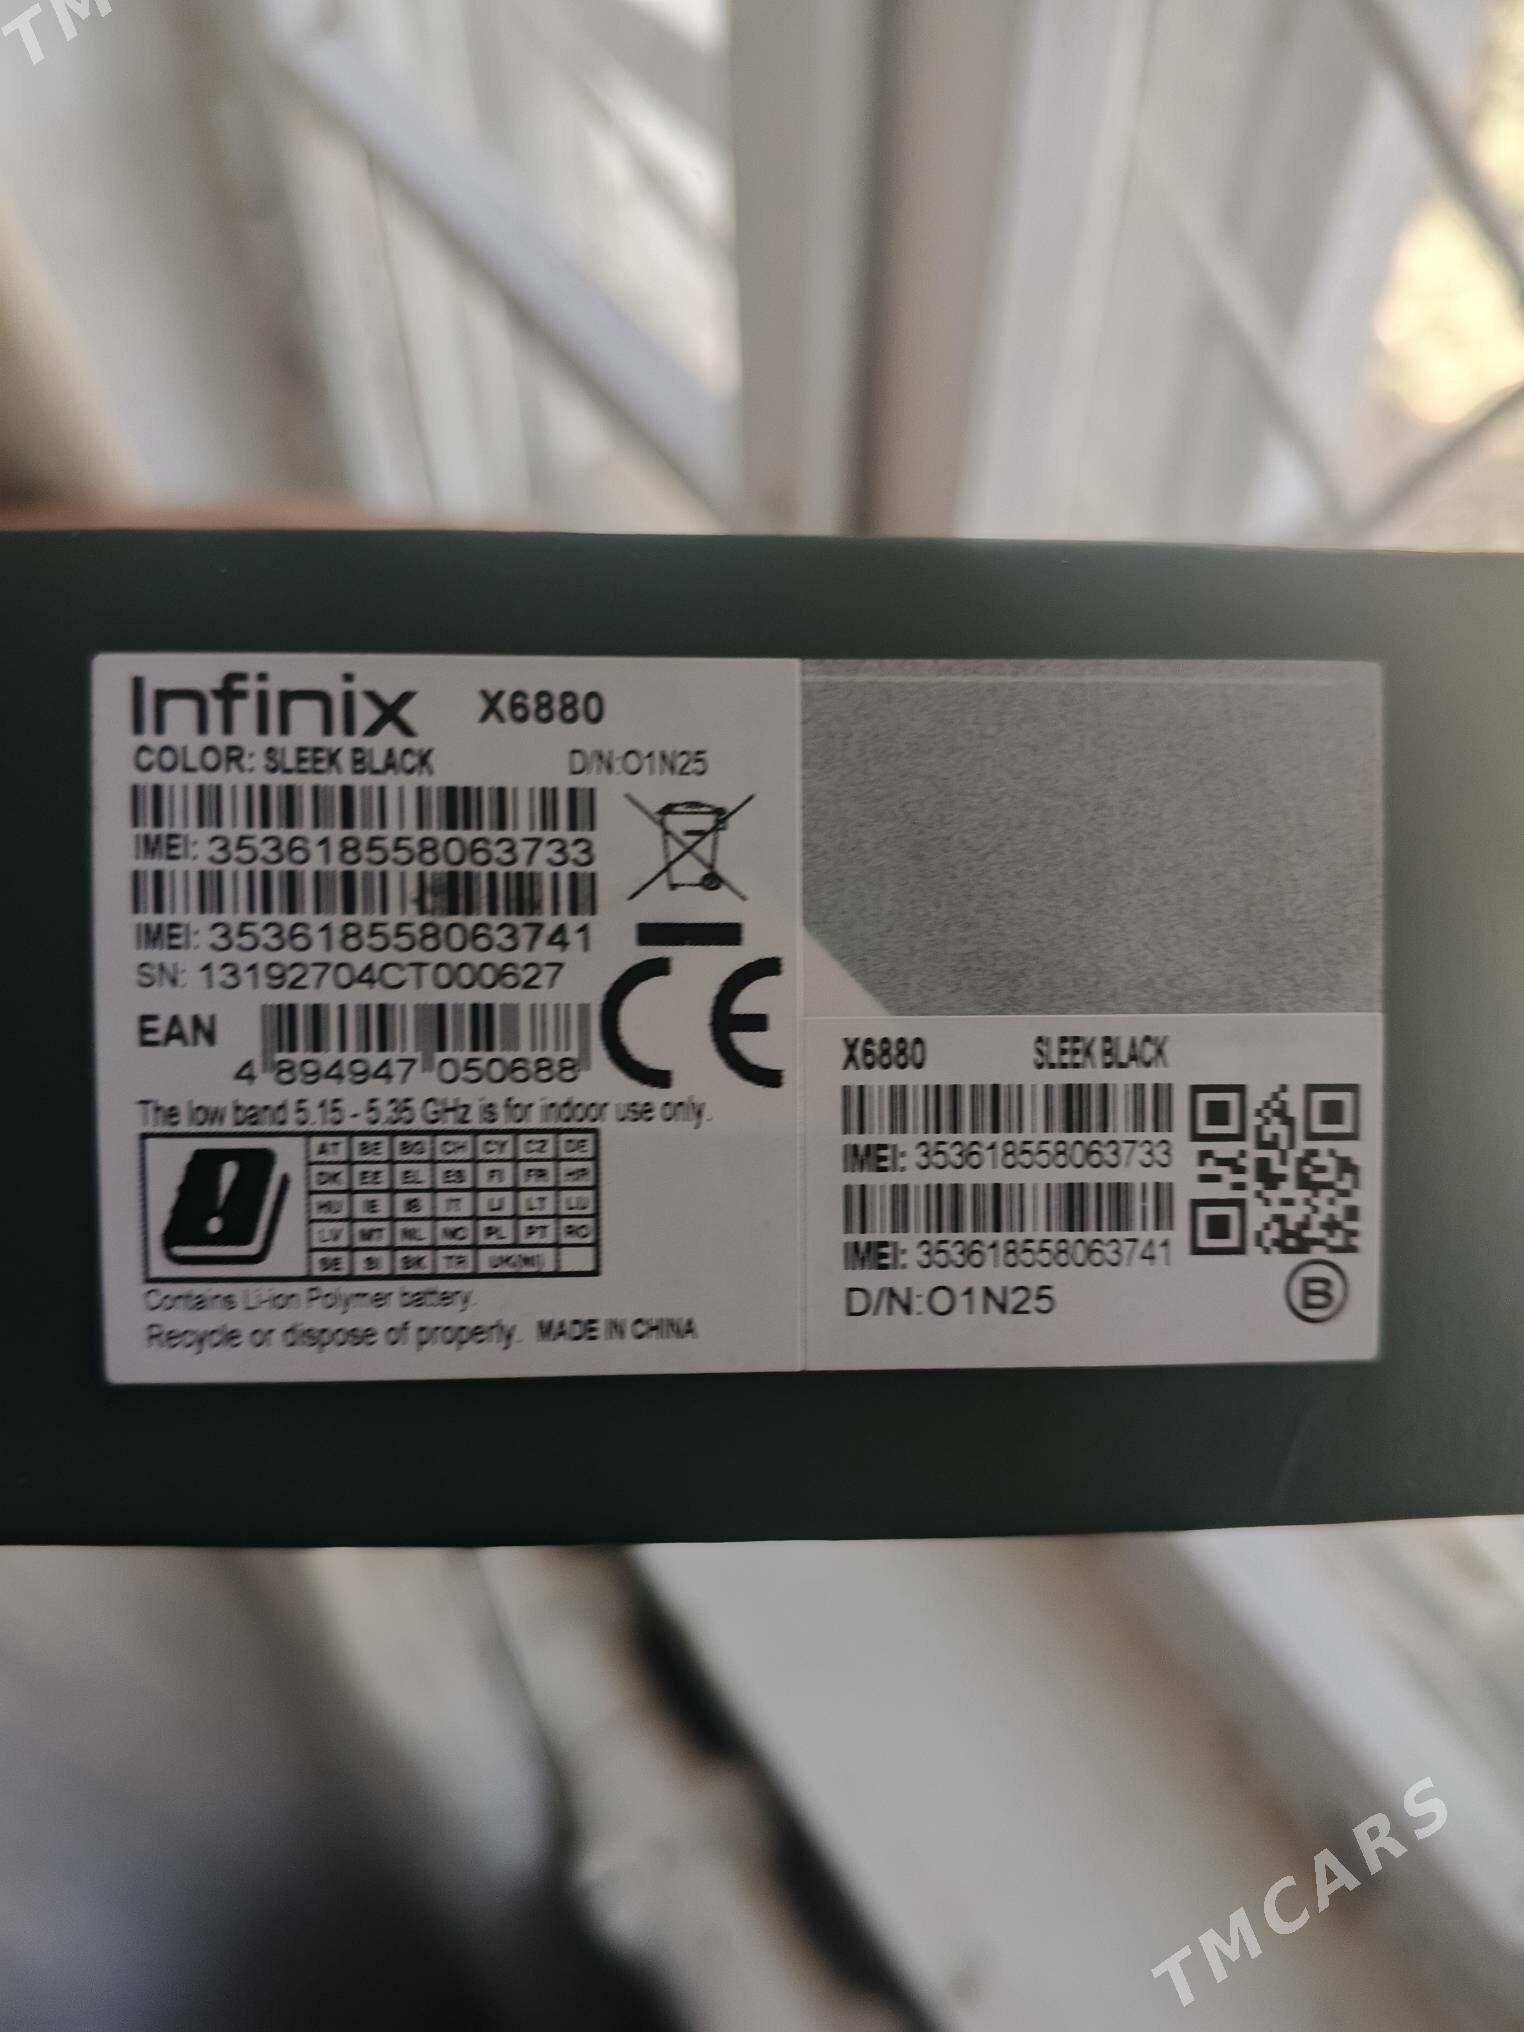 TM
Infinix X6880
COLOR: SLEEK BLACK D/N:O1N25
IMEI: 353618558063733
IMEI: 353618558063741
SN: 13192704CT000627
EAN
4 894947 050688
CE
The low band 5.15 - 5.35 GHz is for indoor use only.
AT BE BG CH CY CZ DE
DK EE EL ES FI FR HR
HU IE IS IT LI LT LU
LV MT NL NO PL PT RO
SE SI SK TR UK(NI)
Contains Li-ion Polymer battery.
Recycle or dispose of properly. MADE IN CHINA
X6880 SLEEK BLACK
IMEI: 353618558063733
IMEI: 353618558063741
D/N:O1N25
B
TMCARS